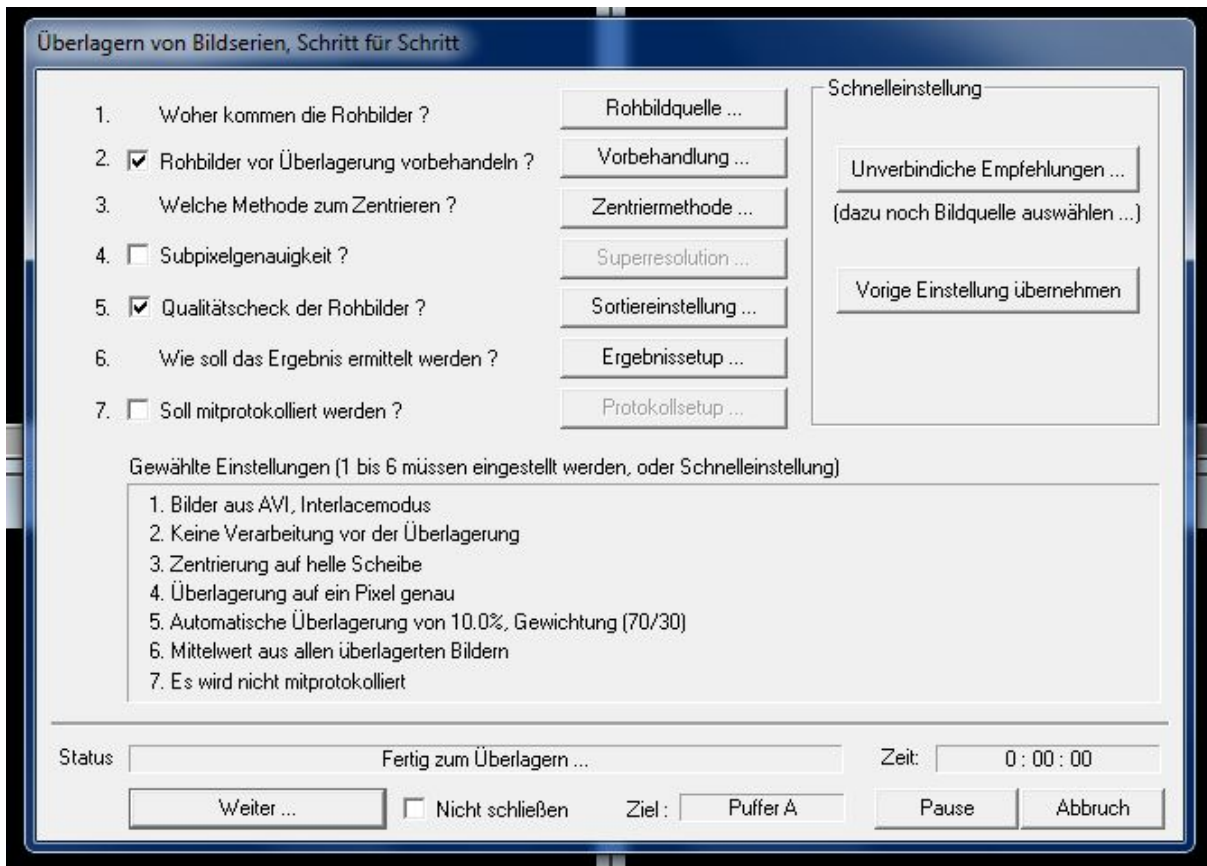 Überlagern von Bildserien, Schritt für Schritt
1. Woher kommen die Rohbilder ? Rohbildquelle ...
2. Rohbilder vor Überlagerung vorbehandeln ? Vorbehandlung ...
3. Welche Methode zum Zentrieren ? Zentriermethode ...
4. Subpixelgenauigkeit ? Superresolution ...
5. Qualitätscheck der Rohbilder ? Sortiereinstellung ...
6. Wie soll das Ergebnis ermittelt werden ? Ergebnissetup ...
7. Soll mitprotokolliert werden ? Protokollsetup ...
Schnelleinstellung
Unverbindiche Empfehlungen ...
(dazu noch Bildquelle auswählen ...)
Vorige Einstellung übernehmen
Gewählte Einstellungen (1 bis 6 müssen eingestellt werden, oder Schnelleinstellung)
1. Bilder aus AVI, Interlacemodus
2. Keine Verarbeitung vor der Überlagerung
3. Zentrierung auf helle Scheibe
4. Überlagerung auf ein Pixel genau
5. Automatische Überlagerung von 10.0%, Gewichtung (70/30)
6. Mittelwert aus allen überlagerten Bildern
7. Es wird nicht mitprotokolliert
Status Fertig zum Überlagern ... Zeit: 0 : 00 : 00
Weiter ... Nicht schließen Ziel : Puffer A Pause Abbruch